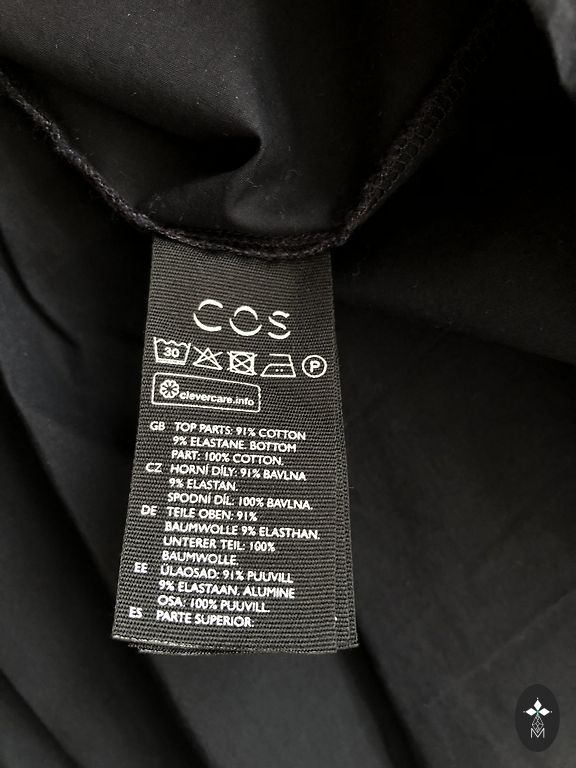 COS
30 P
clevercare.info
GB TOP PARTS: 91% COTTON
9% ELASTANE. BOTTOM
PART: 100% COTTON.
CZ HORNÍ DÍLY: 91% BAVLNA
9% ELASTAN.
SPODNÍ DÍL: 100% BAVLNA.
DE TEILE OBEN: 91%
BAUMWOLLE 9% ELASTHAN.
UNTERER TEIL: 100%
BAUMWOLLE.
EE ÜLAOSAD: 91% PUUVILL
9% ELASTAAN. ALUMINE
OSA: 100% PUUVILL.
ES PARTE SUPERIOR:
M